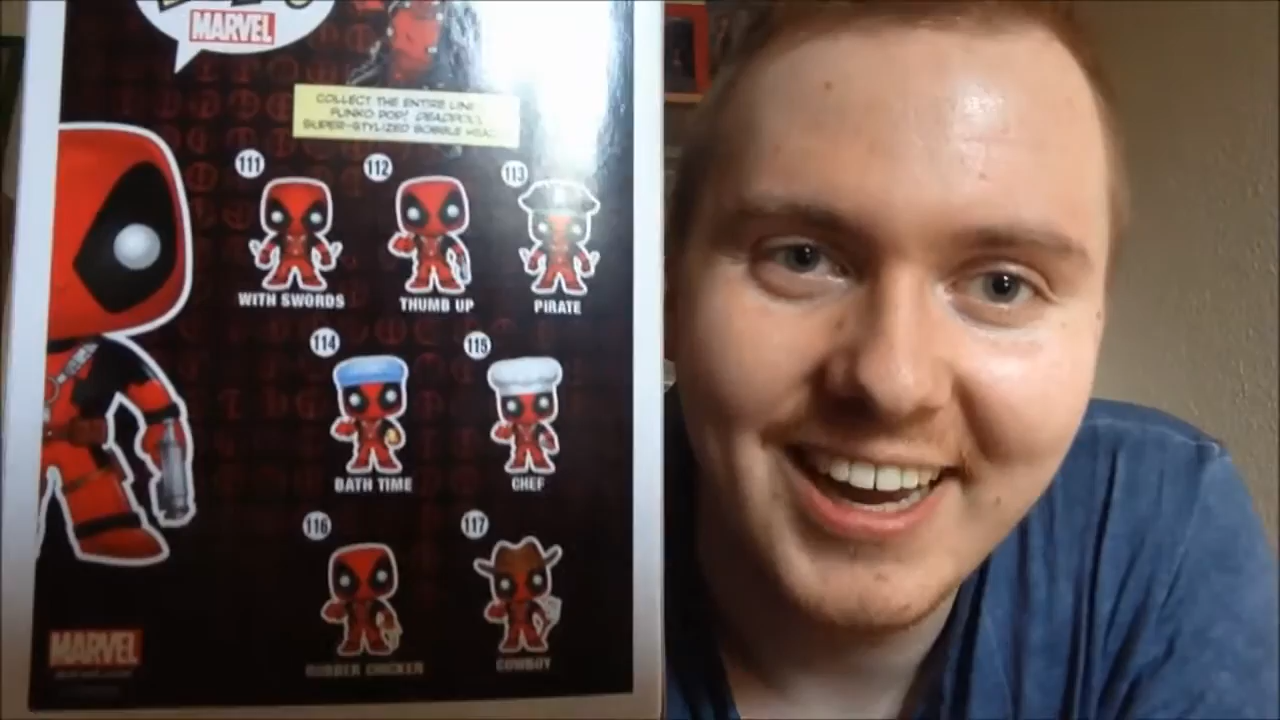 MARVEL
COLLECT THE ENTIRE LINE
FUNKO POP! DEADPOOL
SUPER-STYLIZED BOBBLE
111 112 113
WITH SWORDS THUMB UP PIRATE
114 115
BATH TIME CHEF
116 117
RUBBER CHICKEN COWBOY
MARVEL